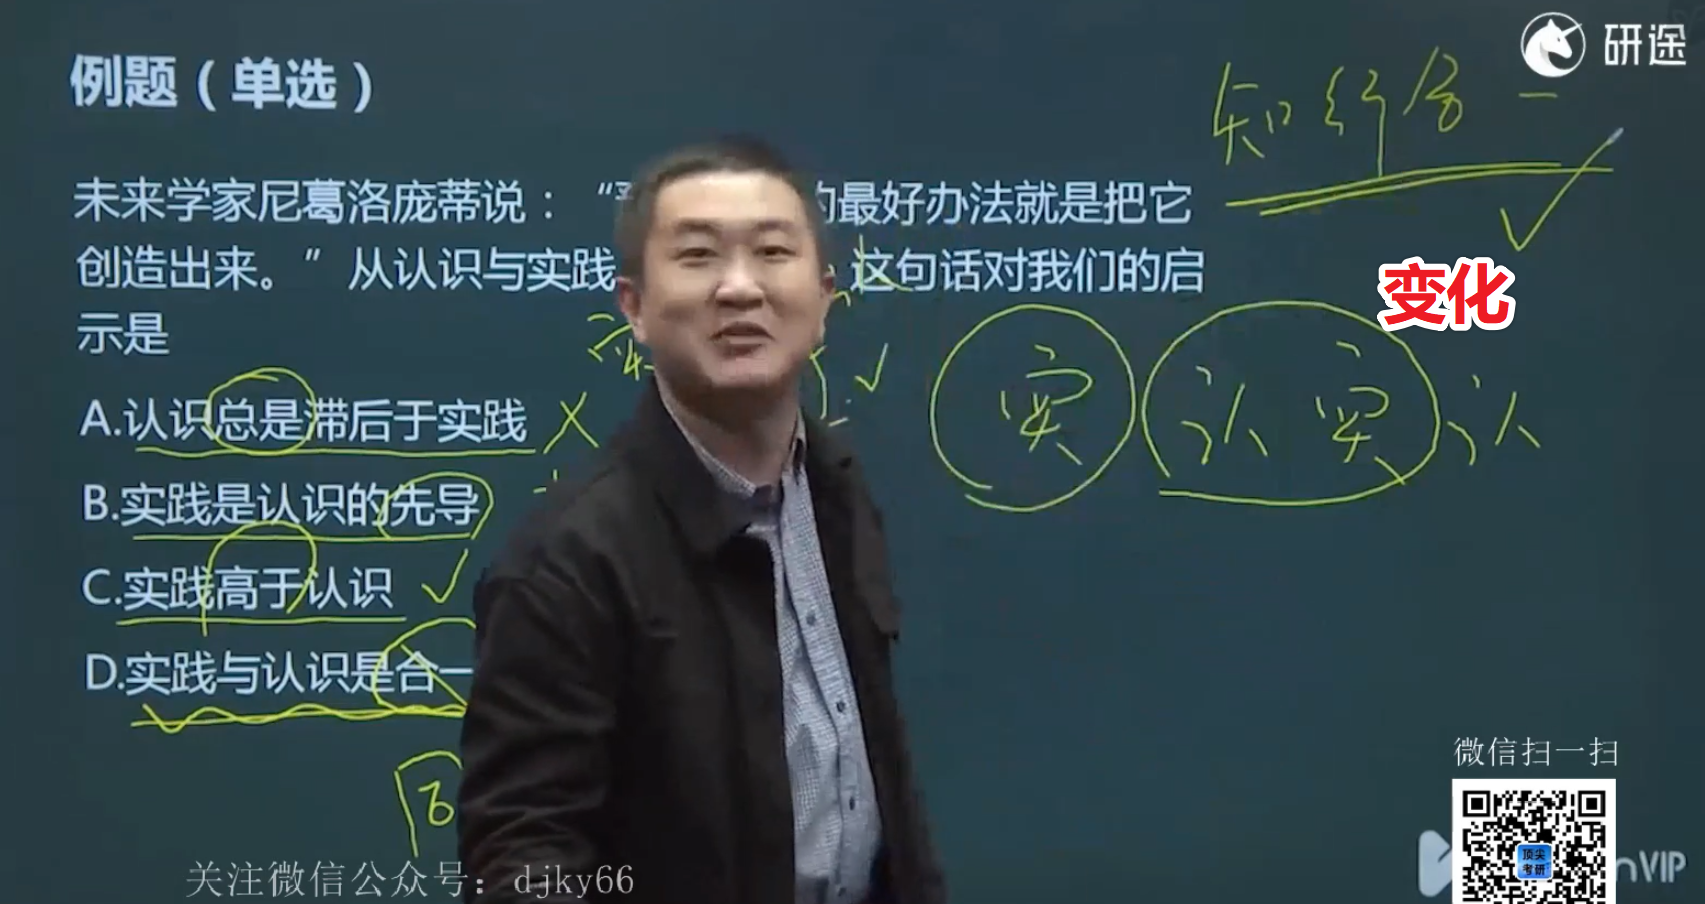 研途
例题（单选）
知行合一
未来学家尼葛洛庞蒂说：“ 的最好办法就是把它
创造出来。”从认识与实践 这句话对我们的启
示是
变化
实 认 实 认
A.认识总是滞后于实践
B.实践是认识的先导
C.实践高于认识
D.实践与认识是合一
微信扫一扫
顶尖
考研
关注微信公众号：djky66
nVIP